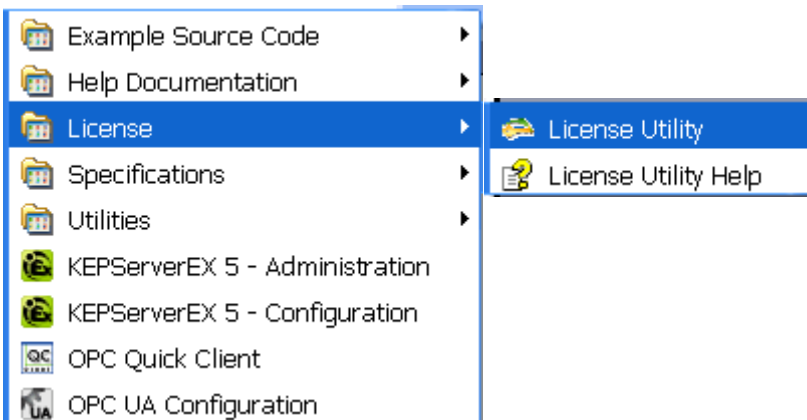 Example Source Code
Help Documentation
License
License Utility
Specifications
License Utility Help
Utilities
KEPServerEX 5 - Administration
KEPServerEX 5 - Configuration
OPC Quick Client
OPC UA Configuration